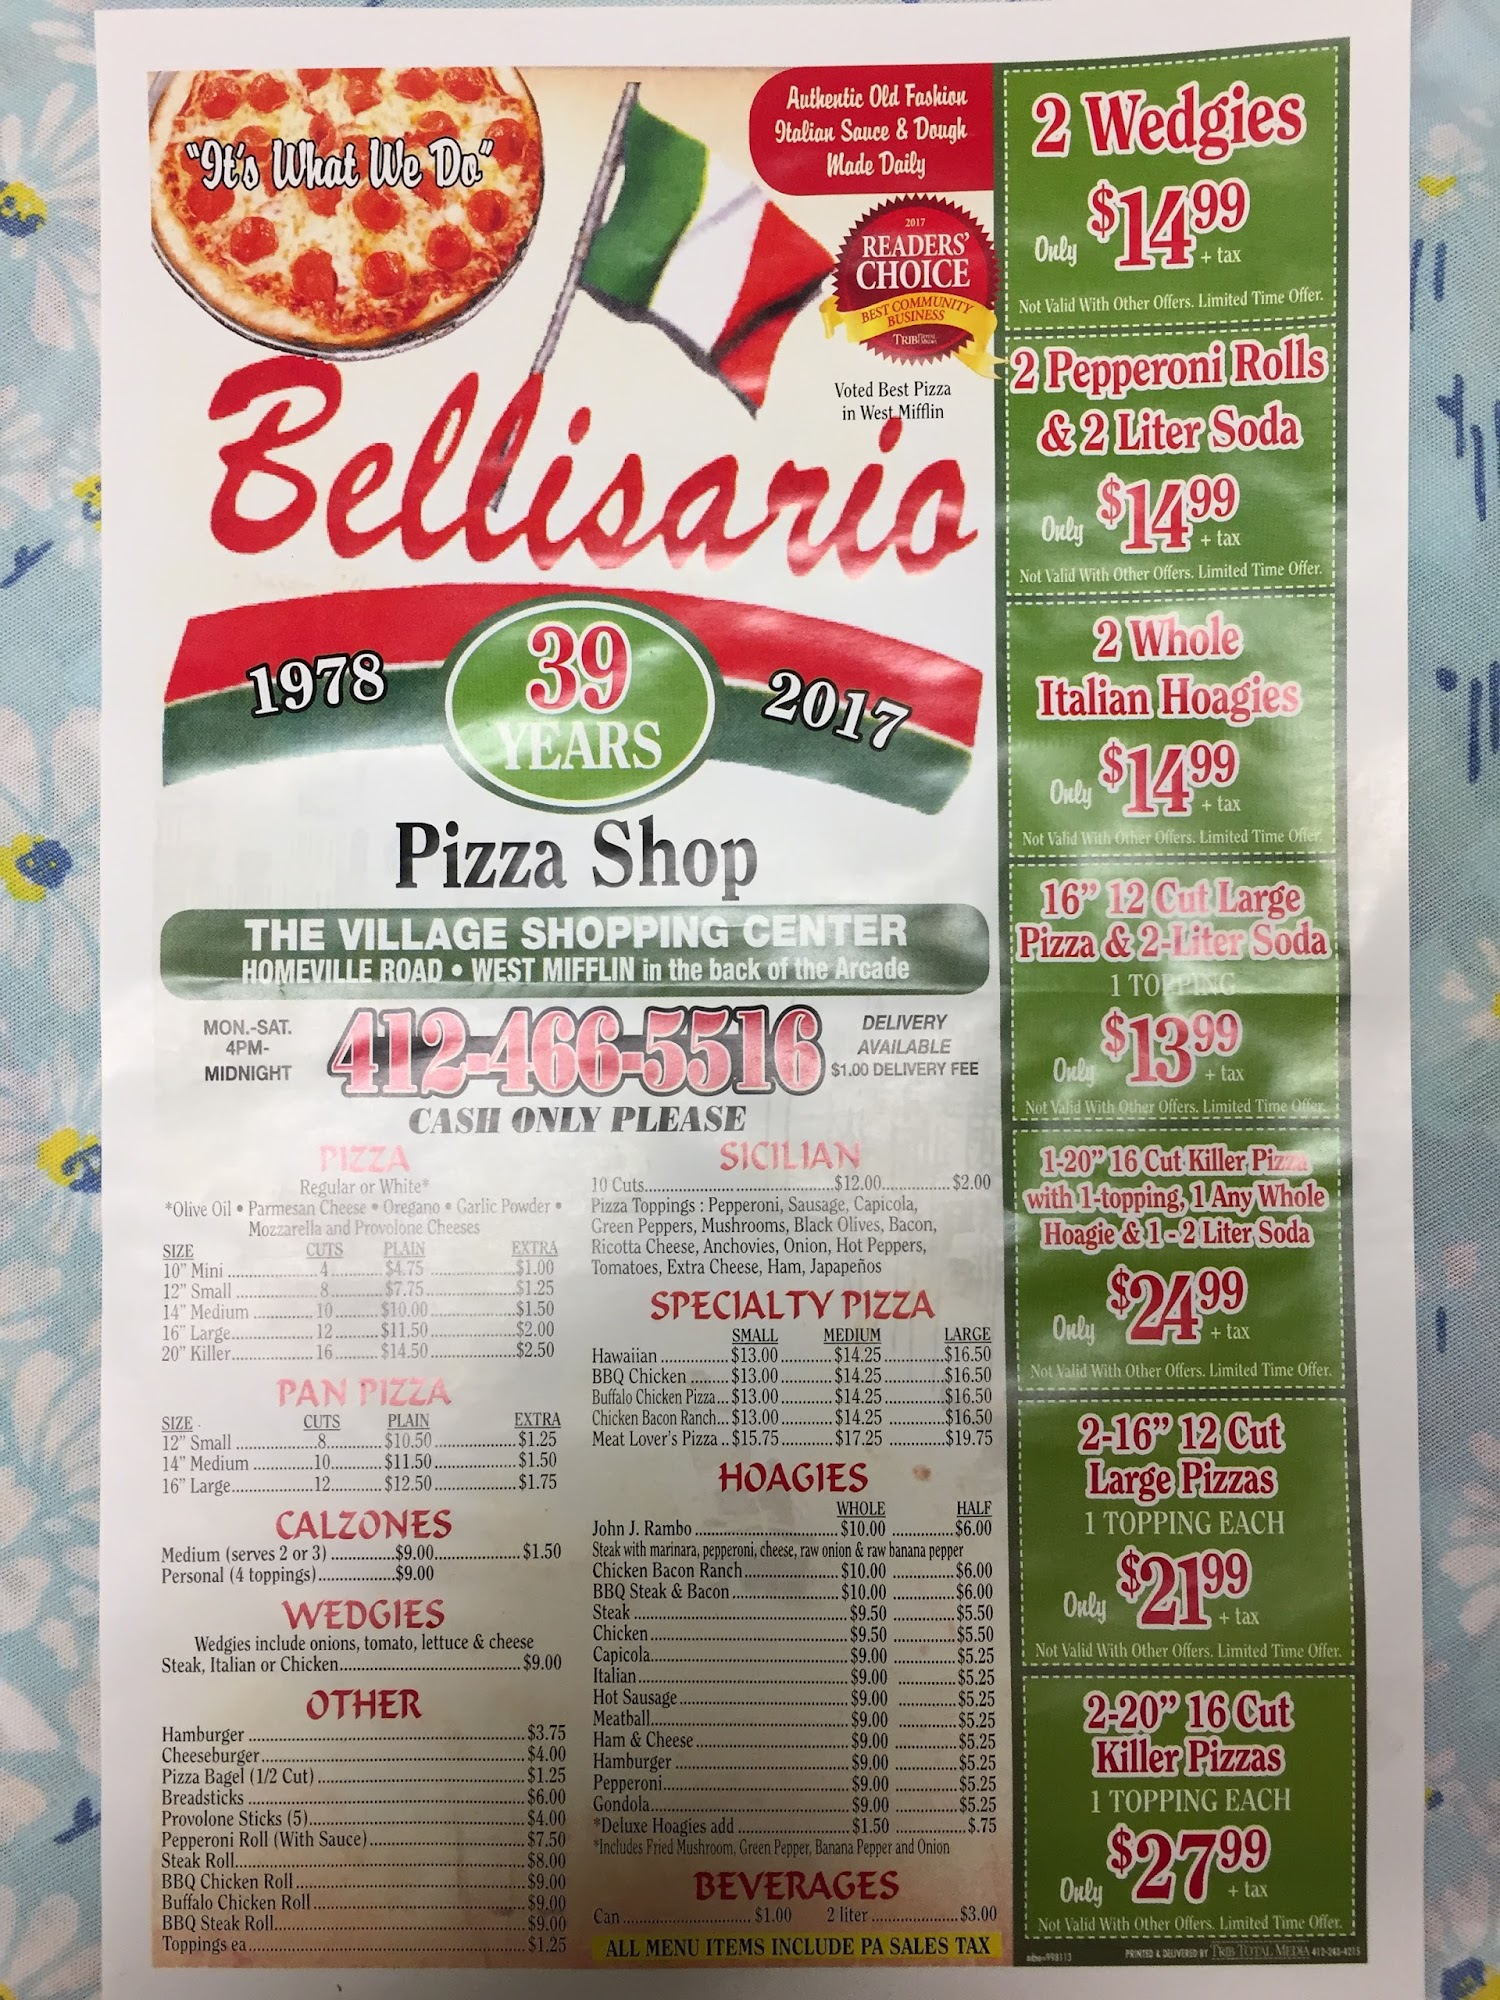 "It's What We Do"
Authentic Old Fashion
Italian Sauce & Dough
Made Daily
2017
READERS'
CHOICE
BEST COMMUNITY
BUSINESS
TRIB TOTAL MEDIA
Voted Best Pizza
in West Mifflin
Bellisario
1978
39
YEARS
2017
Pizza Shop
THE VILLAGE SHOPPING CENTER
HOMEVILLE ROAD • WEST MIFFLIN in the back of the Arcade
MON.-SAT.
4PM-
MIDNIGHT
412-466-5516
DELIVERY
AVAILABLE
$1.00 DELIVERY FEE
CASH ONLY PLEASE
PIZZA
Regular or White*
*Olive Oil • Parmesan Cheese • Oregano • Garlic Powder •
Mozzarella and Provolone Cheeses
SIZE CUTS PLAIN EXTRA
10" Mini 4 $4.75 $1.00
12" Small 8 $7.75 $1.25
14" Medium 10 $10.00 $1.50
16" Large 12 $11.50 $2.00
20" Killer 16 $14.50 $2.50
PAN PIZZA
SIZE CUTS PLAIN EXTRA
12" Small 8 $10.50 $1.25
14" Medium 10 $11.50 $1.50
16" Large 12 $12.50 $1.75
CALZONES
Medium (serves 2 or 3) $9.00 $1.50
Personal (4 toppings) $9.00
WEDGIES
Wedgies include onions, tomato, lettuce & cheese
Steak, Italian or Chicken $9.00
OTHER
Hamburger $3.75
Cheeseburger $4.00
Pizza Bagel (1/2 Cut) $1.25
Breadsticks $6.00
Provolone Sticks (5) $4.00
Pepperoni Roll (With Sauce) $7.50
Steak Roll $8.00
BBQ Chicken Roll $9.00
Buffalo Chicken Roll $9.00
BBQ Steak Roll $9.00
Toppings ea $1.25
SICILIAN
10 Cuts $12.00 $2.00
Pizza Toppings : Pepperoni, Sausage, Capicola,
Green Peppers, Mushrooms, Black Olives, Bacon,
Ricotta Cheese, Anchovies, Onion, Hot Peppers,
Tomatoes, Extra Cheese, Ham, Japapeños
SPECIALTY PIZZA
SMALL MEDIUM LARGE
Hawaiian $13.00 $14.25 $16.50
BBQ Chicken $13.00 $14.25 $16.50
Buffalo Chicken Pizza $13.00 $14.25 $16.50
Chicken Bacon Ranch $13.00 $14.25 $16.50
Meat Lover's Pizza $15.75 $17.25 $19.75
HOAGIES
WHOLE HALF
John J. Rambo $10.00 $6.00
Steak with marinara, pepperoni, cheese, raw onion & raw banana pepper
Chicken Bacon Ranch $10.00 $6.00
BBQ Steak & Bacon $10.00 $6.00
Steak $9.50 $5.50
Chicken $9.50 $5.50
Capicola $9.00 $5.25
Italian $9.00 $5.25
Hot Sausage $9.00 $5.25
Meatball $9.00 $5.25
Ham & Cheese $9.00 $5.25
Hamburger $9.00 $5.25
Pepperoni $9.00 $5.25
Gondola $9.00 $5.25
*Deluxe Hoagies add $1.50 $.75
*Includes Fried Mushroom, Green Pepper, Banana Pepper and Onion
BEVERAGES
Can $1.00 2 liter $3.00
ALL MENU ITEMS INCLUDE PA SALES TAX
2 Wedgies
Only $14.99 + tax
Not Valid With Other Offers. Limited Time Offer.
2 Pepperoni Rolls
& 2 Liter Soda
Only $14.99 + tax
Not Valid With Other Offers. Limited Time Offer.
2 Whole
Italian Hoagies
Only $14.99 + tax
Not Valid With Other Offers. Limited Time Offer.
16" 12 Cut Large
Pizza & 2-Liter Soda
1 TOPPING
Only $13.99 + tax
Not Valid With Other Offers. Limited Time Offer.
1-20" 16 Cut Killer Pizza
with 1-topping, 1 Any Whole
Hoagie & 1 - 2 Liter Soda
Only $24.99 + tax
Not Valid With Other Offers. Limited Time Offer.
2-16" 12 Cut
Large Pizzas
1 TOPPING EACH
Only $21.99 + tax
Not Valid With Other Offers. Limited Time Offer.
2-20" 16 Cut
Killer Pizzas
1 TOPPING EACH
Only $27.99 + tax
Not Valid With Other Offers. Limited Time Offer.
PRINTED & DELIVERED BY TRIB TOTAL MEDIA 412-243-4215